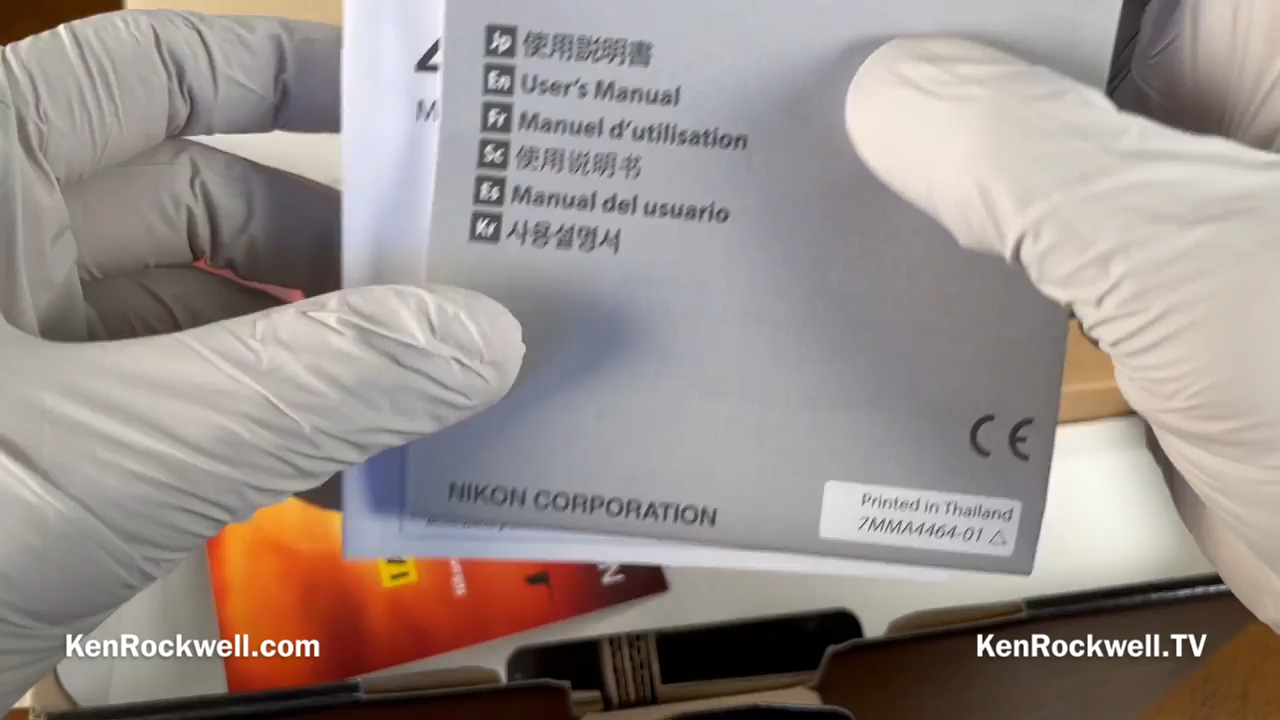 Jp 使用説明書
En User's Manual
Fr Manuel d'utilisation
Sc 使用说明书
Es Manual del usuario
Kr 사용설명서
NIKON CORPORATION
Printed in Thailand
7MMA4464-01
CE
KenRockwell.com
KenRockwell.TV